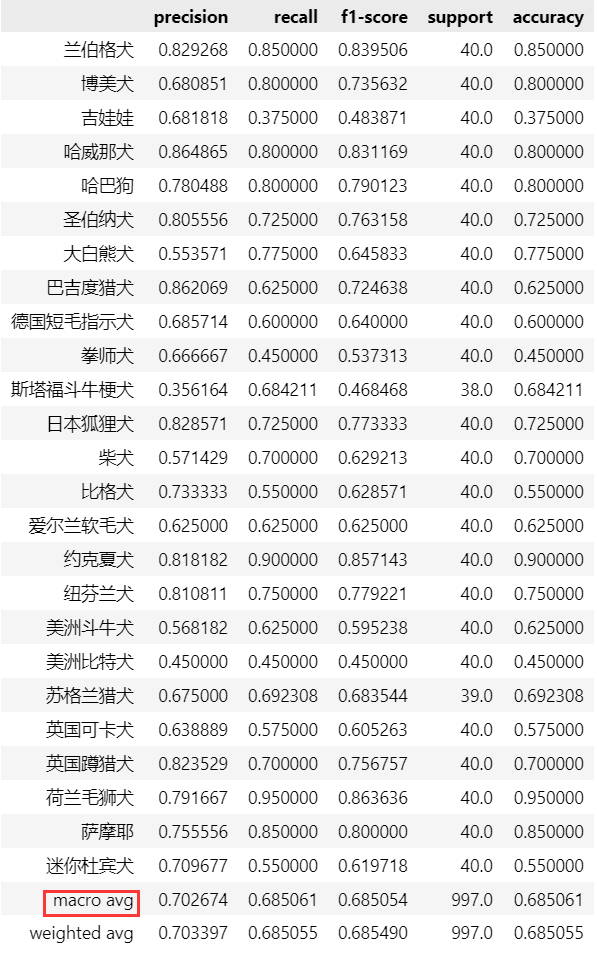 precision recall f1-score support accuracy
兰伯格犬 0.829268 0.850000 0.839506 40.0 0.850000
博美犬 0.680851 0.800000 0.735632 40.0 0.800000
吉娃娃 0.681818 0.375000 0.483871 40.0 0.375000
哈威那犬 0.864865 0.800000 0.831169 40.0 0.800000
哈巴狗 0.780488 0.800000 0.790123 40.0 0.800000
圣伯纳犬 0.805556 0.725000 0.763158 40.0 0.725000
大白熊犬 0.553571 0.775000 0.645833 40.0 0.775000
巴吉度猎犬 0.862069 0.625000 0.724638 40.0 0.625000
德国短毛指示犬 0.685714 0.600000 0.640000 40.0 0.600000
拳师犬 0.666667 0.450000 0.537313 40.0 0.450000
斯塔福斗牛梗犬 0.356164 0.684211 0.468468 38.0 0.684211
日本狐狸犬 0.828571 0.725000 0.773333 40.0 0.725000
柴犬 0.571429 0.700000 0.629213 40.0 0.700000
比格犬 0.733333 0.550000 0.628571 40.0 0.550000
爱尔兰软毛犬 0.625000 0.625000 0.625000 40.0 0.625000
约克夏犬 0.818182 0.900000 0.857143 40.0 0.900000
纽芬兰犬 0.810811 0.750000 0.779221 40.0 0.750000
美洲斗牛犬 0.568182 0.625000 0.595238 40.0 0.625000
美洲比特犬 0.450000 0.450000 0.450000 40.0 0.450000
苏格兰猎犬 0.675000 0.692308 0.683544 39.0 0.692308
英国可卡犬 0.638889 0.575000 0.605263 40.0 0.575000
英国蹲猎犬 0.823529 0.700000 0.756757 40.0 0.700000
荷兰毛狮犬 0.791667 0.950000 0.863636 40.0 0.950000
萨摩耶 0.755556 0.850000 0.800000 40.0 0.850000
迷你杜宾犬 0.709677 0.550000 0.619718 40.0 0.550000
macro avg 0.702674 0.685061 0.685054 997.0 0.685061
weighted avg 0.703397 0.685055 0.685490 997.0 0.685055